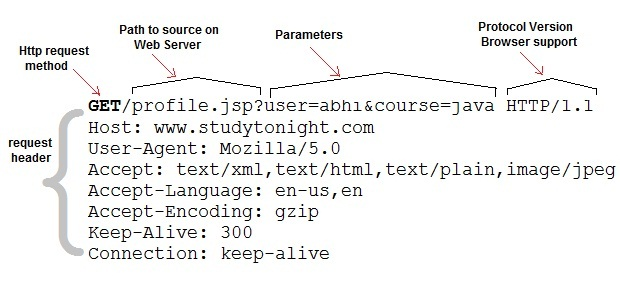 Path to source on
Web Server
Parameters
Protocol Version
Browser support
Http request
method
GET/profile.jsp?user=abhi&course=java HTTP/1.1
request
header
Host: www.studytonight.com
User-Agent: Mozilla/5.0
Accept: text/xml,text/html,text/plain,image/jpeg
Accept-Language: en-us,en
Accept-Encoding: gzip
Keep-Alive: 300
Connection: keep-alive